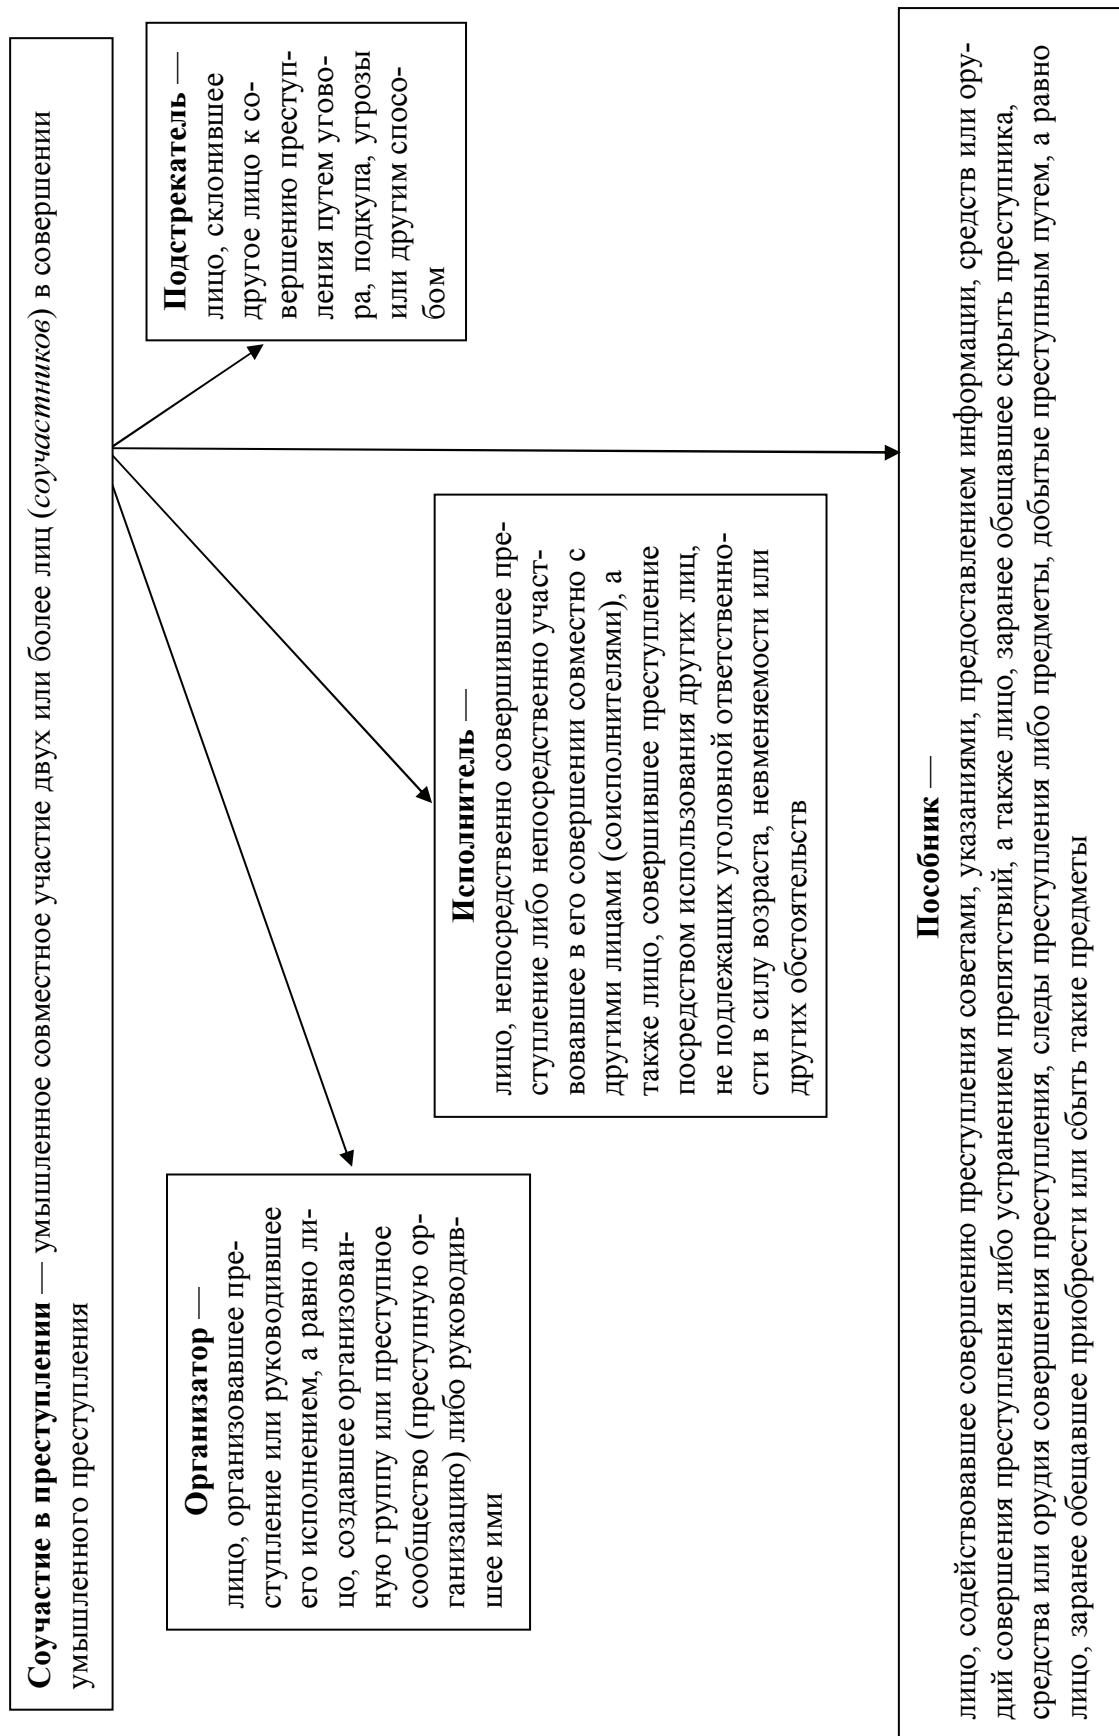 Соучастие в преступлении — умышленное совместное участие двух или более лиц (соучастников) в совершении
умышленного преступления
Организатор —
лицо, организовавшее пре-
ступление или руководившее
его исполнением, а равно ли-
цо, создавшее организован-
ную группу или преступное
сообщество (преступную ор-
ганизацию) либо руководив-
шее ими
Исполнитель —
лицо, непосредственно совершившее пре-
ступление либо непосредственно участ-
вовавшее в его совершении совместно с
другими лицами (соисполнителями), а
также лицо, совершившее преступление
посредством использования других лиц,
не подлежащих уголовной ответственно-
сти в силу возраста, невменяемости или
других обстоятельств
Подстрекатель —
лицо, склонившее
другое лицо к со-
вершению преступ-
ления путем угово-
ра, подкупа, угрозы
или другим спосо-
бом
Пособник —
лицо, содействовавшее совершению преступления советами, указаниями, предоставлением информации, средств или ору-
дий совершения преступления либо устранением препятствий, а также лицо, заранее обещавшее скрыть преступника,
средства или орудия совершения преступления, следы преступления либо предметы, добытые преступным путем, а равно
лицо, заранее обещавшее приобрести или сбыть такие предметы